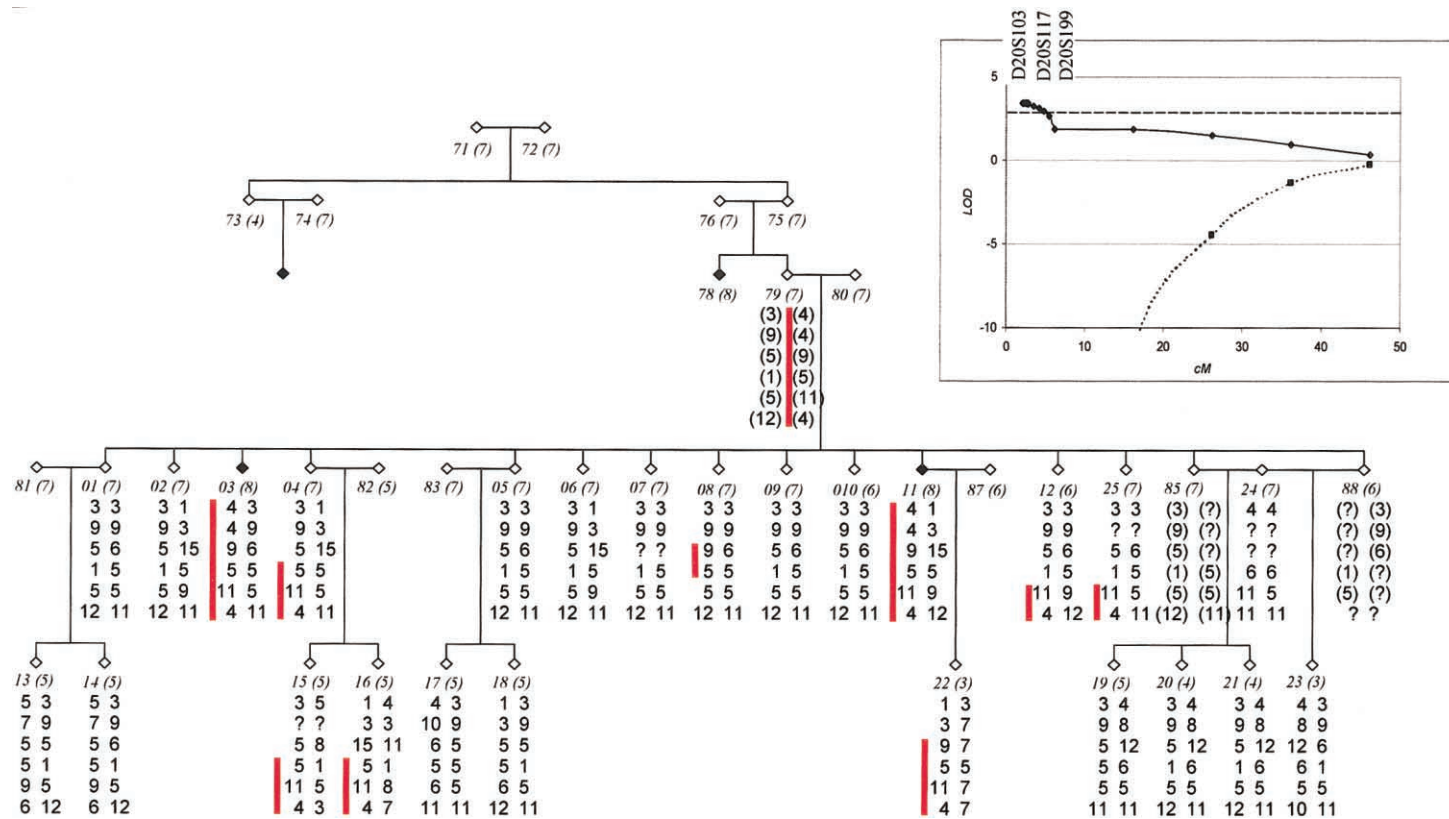 D20S103
D20S117
D20S199
5
0
-5
-10
LOD
0 10 20 30 40 50
cM
71 (7) 72 (7)
73 (4) 74 (7) 76 (7) 75 (7)
78 (8) 79 (7) 80 (7)
(3) (4)
(9) (4)
(5) (9)
(1) (5)
(5) (11)
(12) (4)
81 (7) 01 (7) 02 (7) 03 (8) 04 (7) 82 (5) 83 (7) 05 (7) 06 (7) 07 (7) 08 (7) 09 (7) 010 (6) 11 (8) 87 (6) 12 (6) 25 (7) 85 (7) 24 (7) 88 (6)
3 3 3 1 4 3 3 1 3 3 3 1 3 3 3 3 3 3 3 3 4 1 3 3 3 3 (3) (?) 4 4 (?) (3)
9 9 9 3 4 9 9 3 9 9 9 3 9 9 9 9 9 9 9 9 4 3 9 9 ? ? (9) (?) ? ? (?) (9)
5 6 5 15 9 6 5 15 5 6 5 15 ? ? 9 6 5 6 5 6 9 15 5 6 5 6 (5) (?) ? ? (?) (6)
1 5 1 5 5 5 5 5 1 5 1 5 1 5 5 5 1 5 1 5 5 5 1 5 1 5 (1) (5) 6 6 (1) (?)
5 5 5 9 11 5 11 5 5 5 5 9 5 5 5 5 5 5 5 5 11 9 11 9 11 5 (5) (5) 11 5 (5) (?)
12 11 12 11 4 11 4 11 12 11 12 11 12 11 12 11 12 11 12 11 4 12 4 12 4 11 (12) (11) 11 11 ? ?
13 (5) 14 (5) 15 (5) 16 (5) 17 (5) 18 (5) 22 (3) 19 (5) 20 (4) 21 (4) 23 (3)
5 3 5 3 3 5 1 4 4 3 1 3 1 3 3 4 3 4 3 4 4 3
7 9 7 9 ? ? 3 3 10 9 3 9 3 7 9 8 9 8 9 8 8 9
5 5 5 6 5 8 15 11 6 5 5 5 9 7 5 12 5 12 5 12 12 6
5 1 5 1 5 1 5 1 5 5 5 1 5 5 5 6 1 6 1 6 6 1
9 5 9 5 11 5 11 8 6 5 6 5 11 7 5 5 5 5 5 5 5 5
6 12 6 12 4 3 4 7 11 11 12 11 4 7 11 11 12 11 12 11 10 11